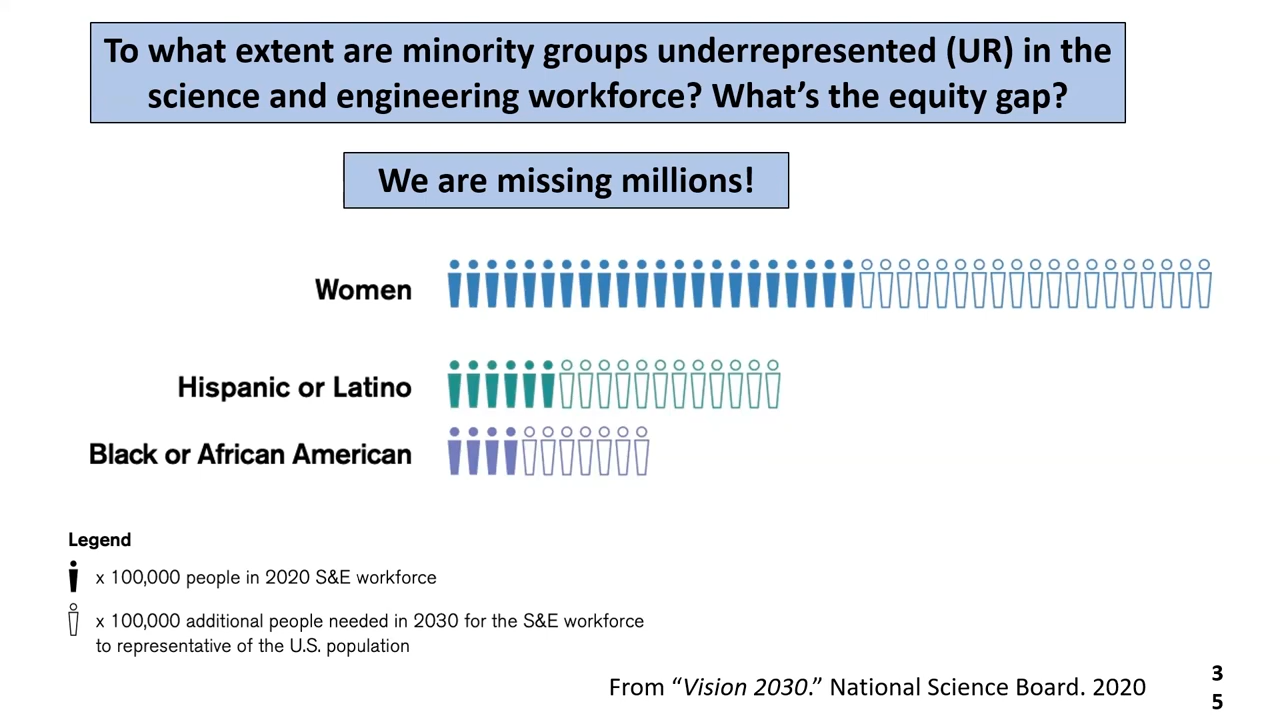 To what extent are minority groups underrepresented (UR) in the
science and engineering workforce? What’s the equity gap?
We are missing millions!
Women
Hispanic or Latino
Black or African American
Legend
x 100,000 people in 2020 S&E workforce
x 100,000 additional people needed in 2030 for the S&E workforce
to representative of the U.S. population
From “Vision 2030.” National Science Board. 2020
3
5